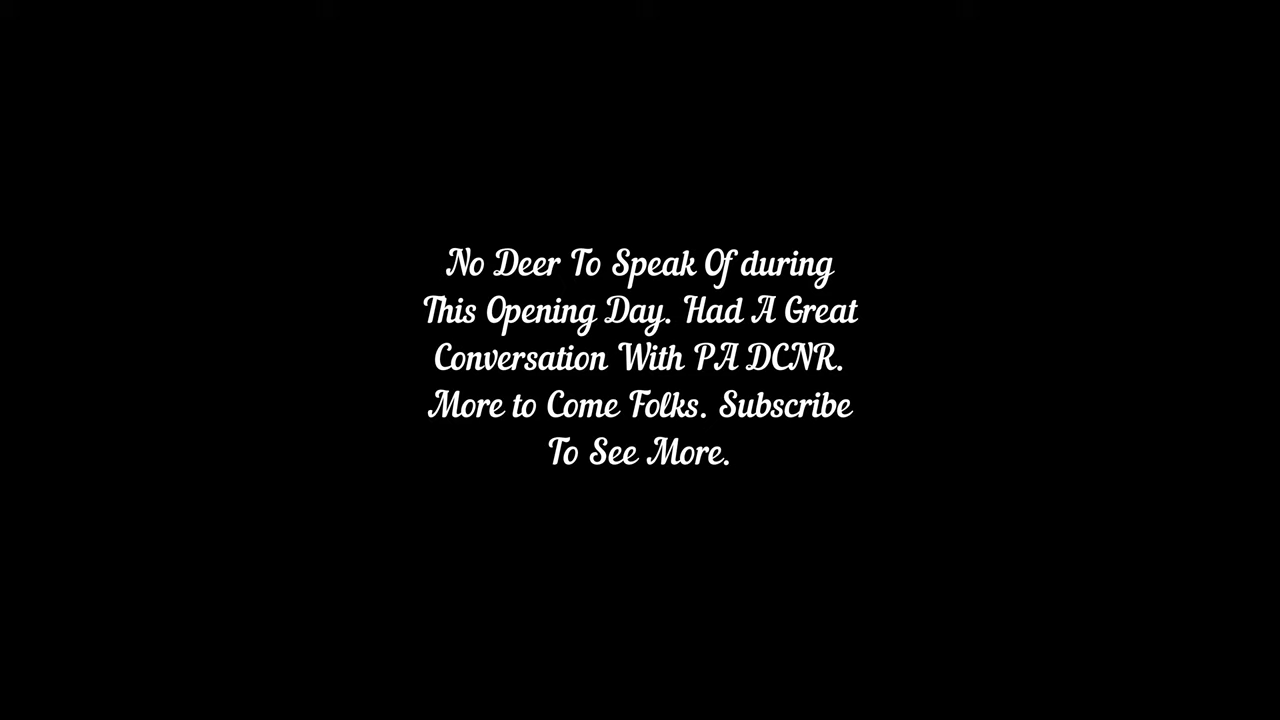 No Deer To Speak Of during
This Opening Day. Had A Great
Conversation With PA DCNR.
More to Come Folks. Subscribe
To See More.